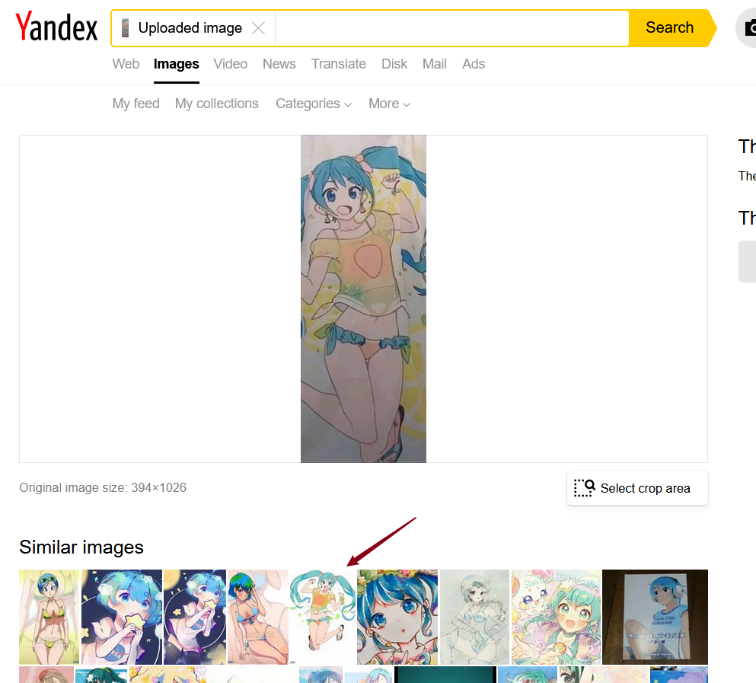 Yandex
Uploaded image
Search
Web Images Video News Translate Disk Mail Ads
My feed My collections Categories More
Th
The
Th
Original image size: 394×1026
Select crop area
Similar images